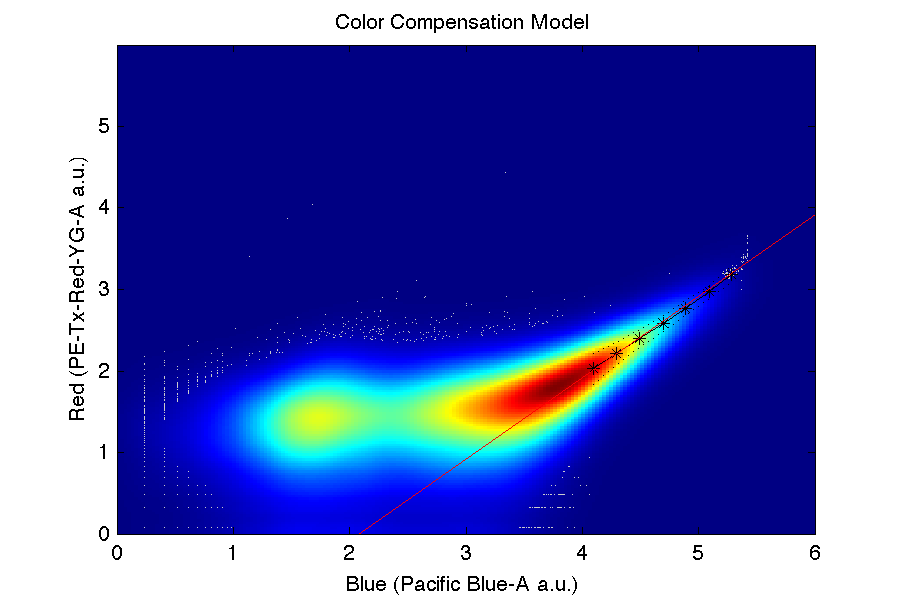 Color Compensation Model
Red (PE-Tx-Red-YG-A a.u.)
5
4
3
2
1
0
0 1 2 3 4 5 6
Blue (Pacific Blue-A a.u.)